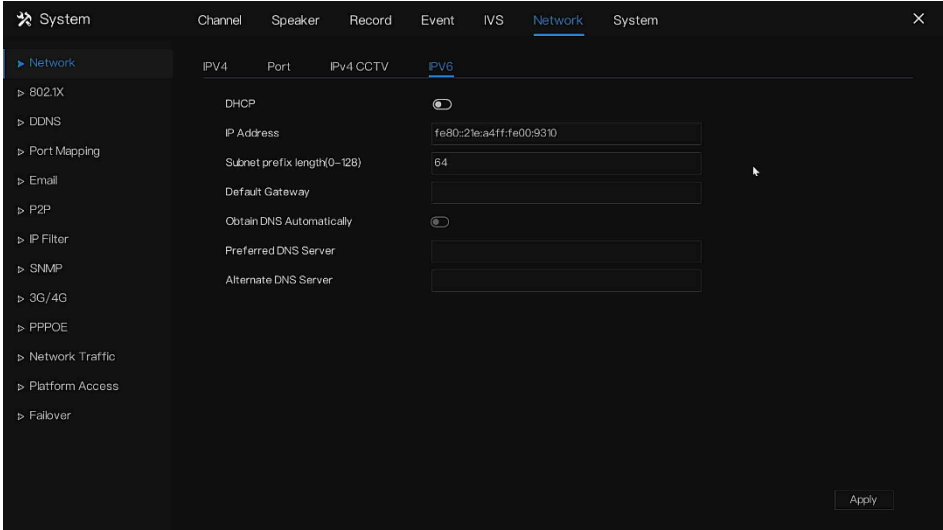 System Channel Speaker Record Event IVS Network System
Network
802.1X
DDNS
Port Mapping
Email
P2P
IP Filter
SNMP
3G/4G
PPPOE
Network Traffic
Platform Access
Failover
IPV4 Port IPv4 CCTV IPV6
DHCP
IP Address fe80::21e:a4ff:fe00:9310
Subnet prefix length(0-128) 64
Default Gateway
Obtain DNS Automatically
Preferred DNS Server
Alternate DNS Server
Apply